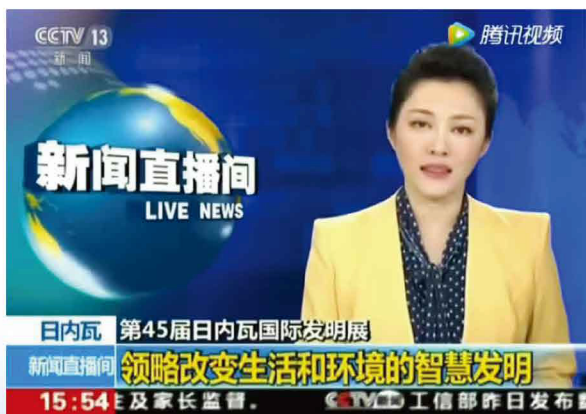 CCTV 13
新闻
腾讯视频
新闻直播间
LIVE NEWS
日内瓦 第45届日内瓦国际发明展
新闻直播间 领略改变生活和环境的智慧发明
15:54 及家长监督。 工信部昨日发布